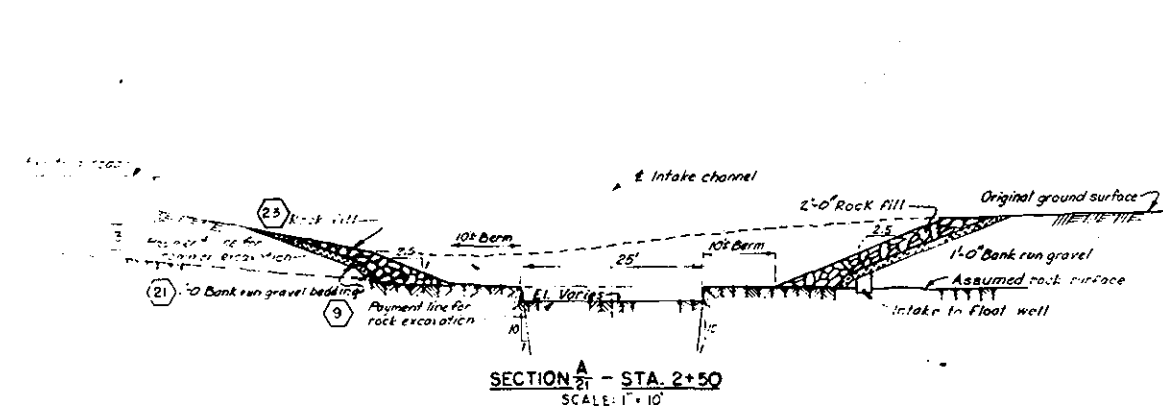 ℄ Intake channel
Original ground surface
2'-0" Rock fill
23
Rock fill
10'± Berm
25'
10'± Berm
2.5
2.5
1
1'-0" Bank run gravel
line for
Assumed rock surface
21
-0 Bank run gravel bedding
El. Varies
9
Payment line for
rock excavation
Intake to float well
10
10
1
1
SECTION A/21 - STA. 2+50
SCALE: 1" = 10'